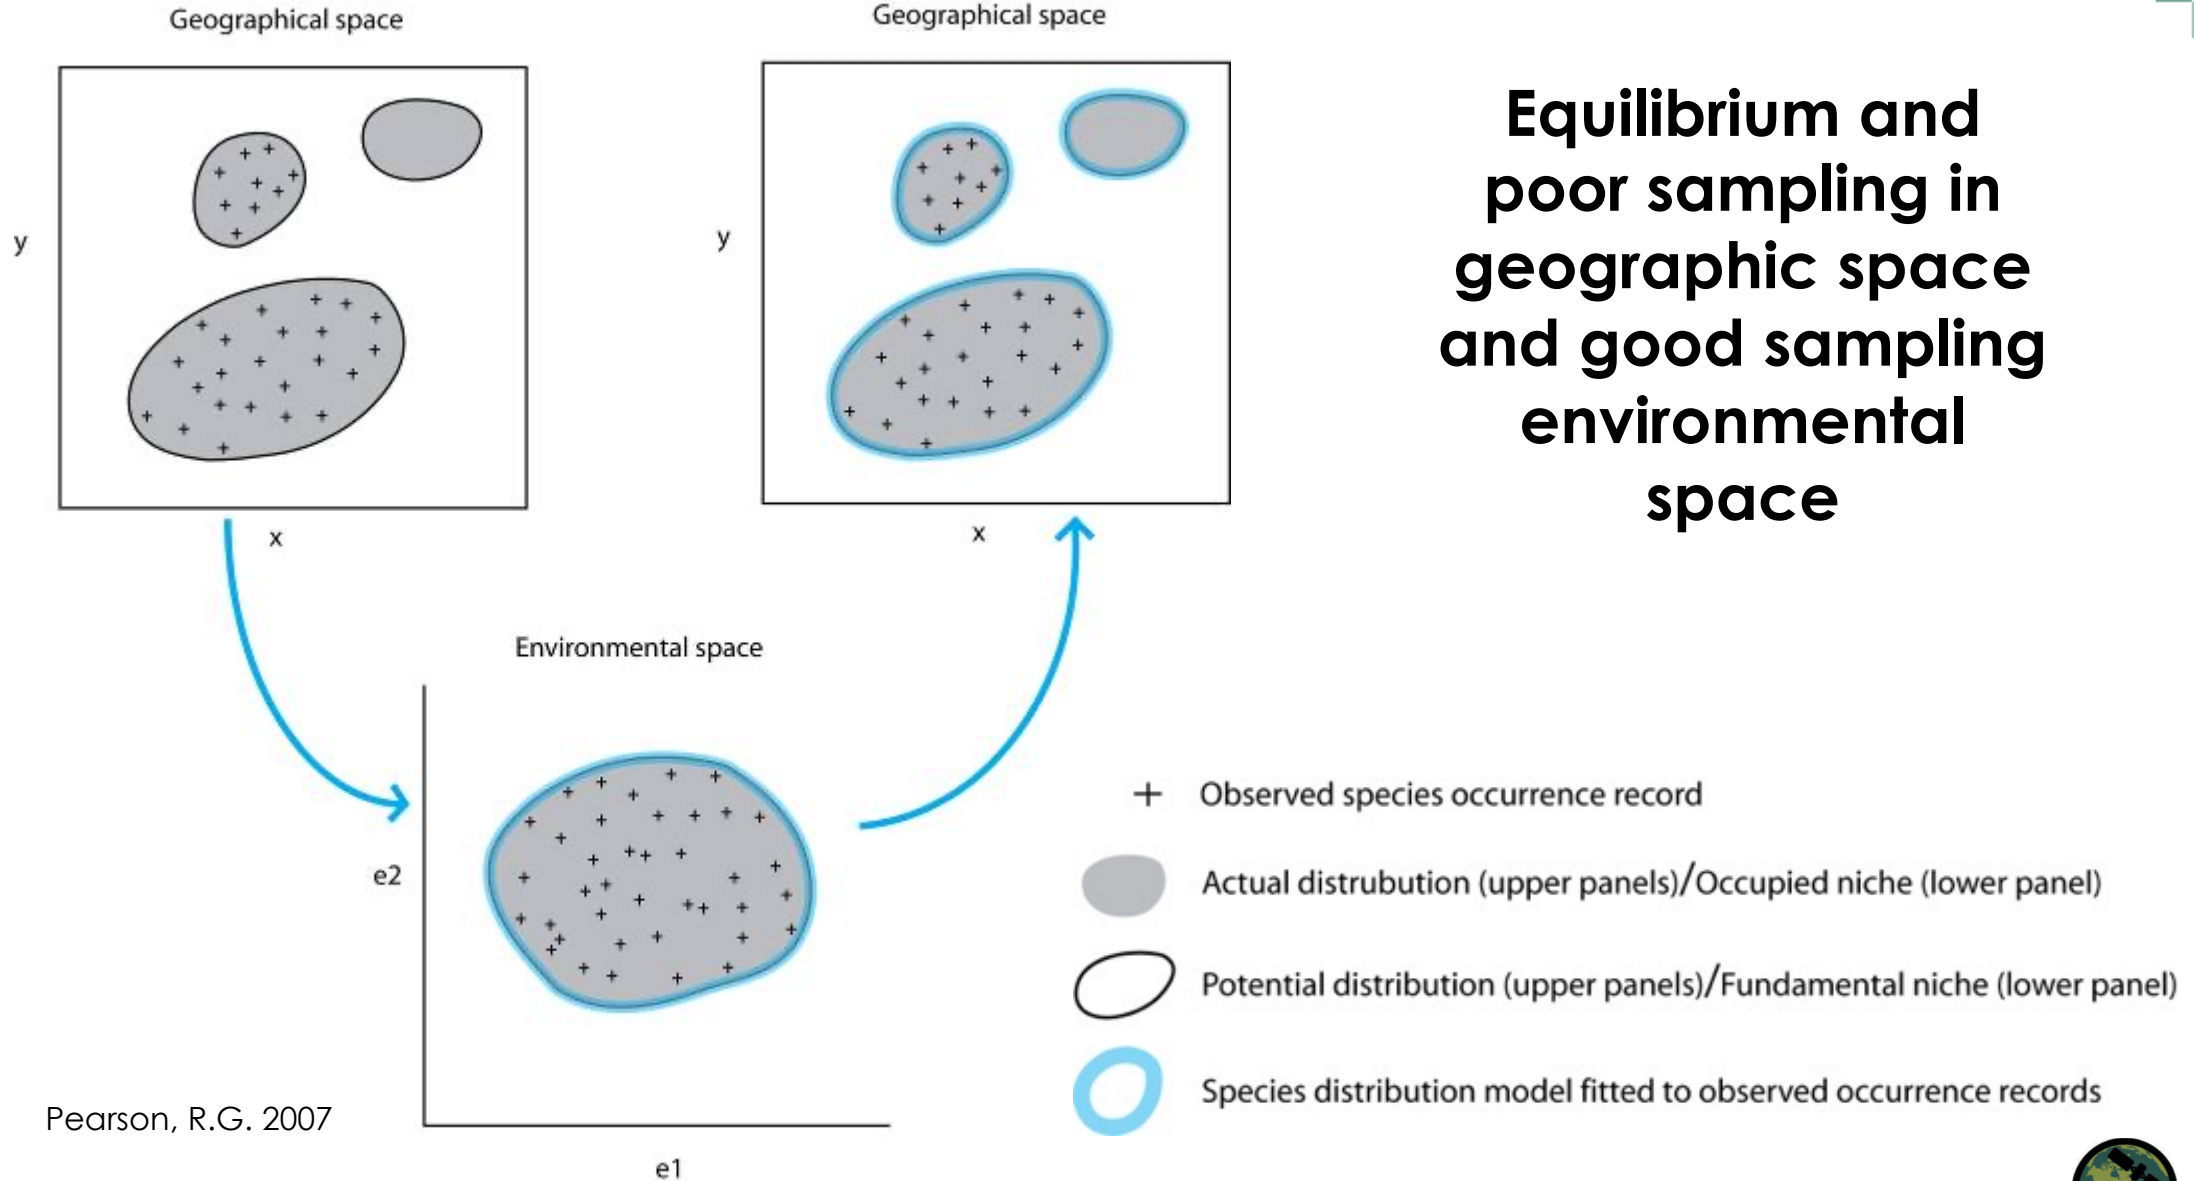 Geographical space
Geographical space
Equilibrium and
poor sampling in
geographic space
and good sampling
environmental
space
y
x
y
x
Environmental space
e2
e1
+ Observed species occurrence record
Actual distrubution (upper panels)/Occupied niche (lower panel)
Potential distribution (upper panels)/Fundamental niche (lower panel)
Species distribution model fitted to observed occurrence records
Pearson, R.G. 2007